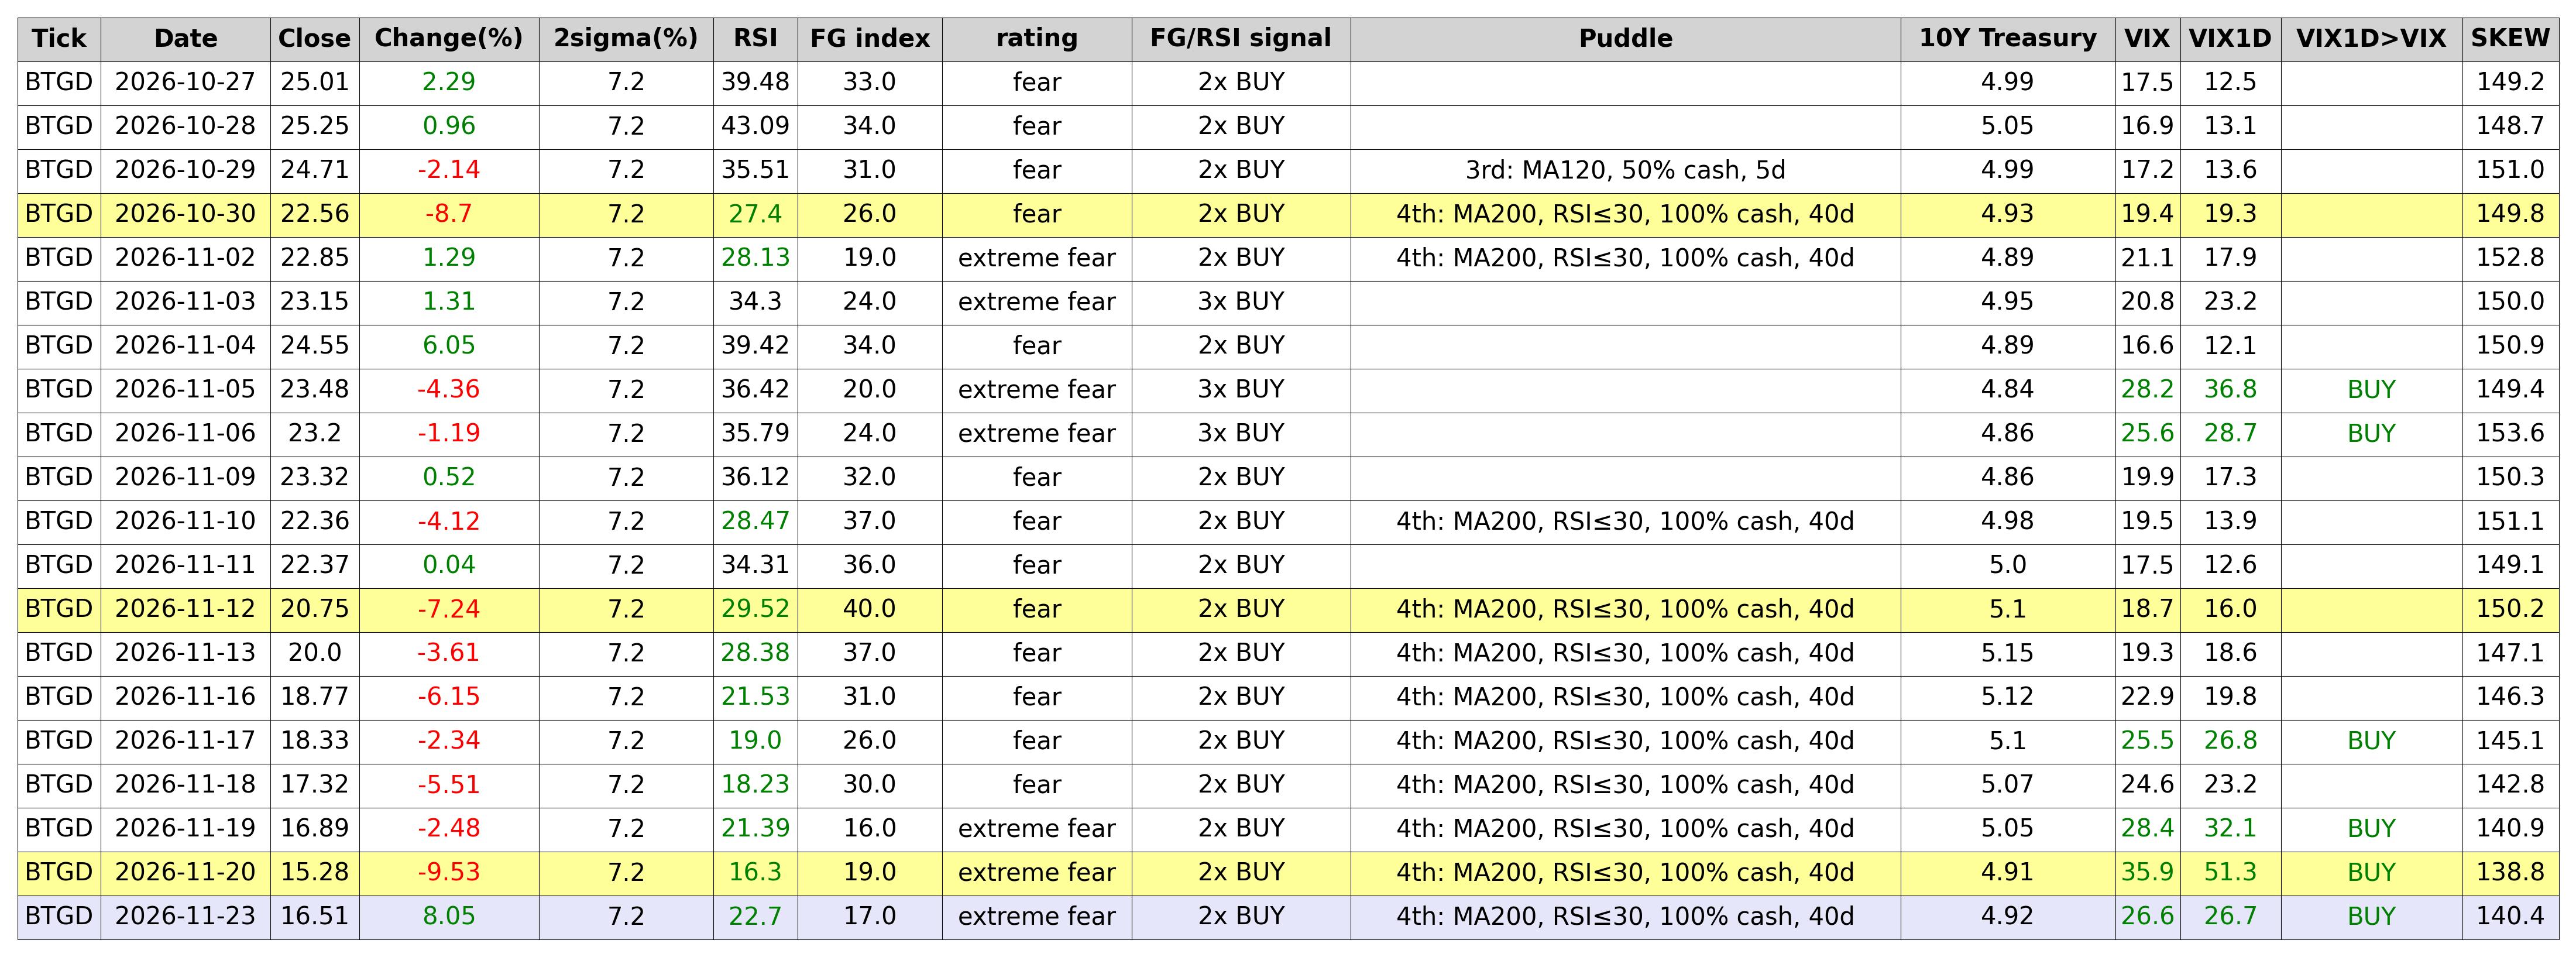 Tick Date Close Change(%) 2sigma(%) RSI FG index rating FG/RSI signal Puddle 10Y Treasury VIX VIX1D VIX1D>VIX SKEW
BTGD 2026-10-27 25.01 2.29 7.2 39.48 33.0 fear 2x BUY 4.99 17.5 12.5 149.2
BTGD 2026-10-28 25.25 0.96 7.2 43.09 34.0 fear 2x BUY 5.05 16.9 13.1 148.7
BTGD 2026-10-29 24.71 -2.14 7.2 35.51 31.0 fear 2x BUY 3rd: MA120, 50% cash, 5d 4.99 17.2 13.6 151.0
BTGD 2026-10-30 22.56 -8.7 7.2 27.4 26.0 fear 2x BUY 4th: MA200, RSI≤30, 100% cash, 40d 4.93 19.4 19.3 149.8
BTGD 2026-11-02 22.85 1.29 7.2 28.13 19.0 extreme fear 2x BUY 4th: MA200, RSI≤30, 100% cash, 40d 4.89 21.1 17.9 152.8
BTGD 2026-11-03 23.15 1.31 7.2 34.3 24.0 extreme fear 3x BUY 4.95 20.8 23.2 150.0
BTGD 2026-11-04 24.55 6.05 7.2 39.42 34.0 fear 2x BUY 4.89 16.6 12.1 150.9
BTGD 2026-11-05 23.48 -4.36 7.2 36.42 20.0 extreme fear 3x BUY 4.84 28.2 36.8 BUY 149.4
BTGD 2026-11-06 23.2 -1.19 7.2 35.79 24.0 extreme fear 3x BUY 4.86 25.6 28.7 BUY 153.6
BTGD 2026-11-09 23.32 0.52 7.2 36.12 32.0 fear 2x BUY 4.86 19.9 17.3 150.3
BTGD 2026-11-10 22.36 -4.12 7.2 28.47 37.0 fear 2x BUY 4th: MA200, RSI≤30, 100% cash, 40d 4.98 19.5 13.9 151.1
BTGD 2026-11-11 22.37 0.04 7.2 34.31 36.0 fear 2x BUY 5.0 17.5 12.6 149.1
BTGD 2026-11-12 20.75 -7.24 7.2 29.52 40.0 fear 2x BUY 4th: MA200, RSI≤30, 100% cash, 40d 5.1 18.7 16.0 150.2
BTGD 2026-11-13 20.0 -3.61 7.2 28.38 37.0 fear 2x BUY 4th: MA200, RSI≤30, 100% cash, 40d 5.15 19.3 18.6 147.1
BTGD 2026-11-16 18.77 -6.15 7.2 21.53 31.0 fear 2x BUY 4th: MA200, RSI≤30, 100% cash, 40d 5.12 22.9 19.8 146.3
BTGD 2026-11-17 18.33 -2.34 7.2 19.0 26.0 fear 2x BUY 4th: MA200, RSI≤30, 100% cash, 40d 5.1 25.5 26.8 BUY 145.1
BTGD 2026-11-18 17.32 -5.51 7.2 18.23 30.0 fear 2x BUY 4th: MA200, RSI≤30, 100% cash, 40d 5.07 24.6 23.2 142.8
BTGD 2026-11-19 16.89 -2.48 7.2 21.39 16.0 extreme fear 2x BUY 4th: MA200, RSI≤30, 100% cash, 40d 5.05 28.4 32.1 BUY 140.9
BTGD 2026-11-20 15.28 -9.53 7.2 16.3 19.0 extreme fear 2x BUY 4th: MA200, RSI≤30, 100% cash, 40d 4.91 35.9 51.3 BUY 138.8
BTGD 2026-11-23 16.51 8.05 7.2 22.7 17.0 extreme fear 2x BUY 4th: MA200, RSI≤30, 100% cash, 40d 4.92 26.6 26.7 BUY 140.4